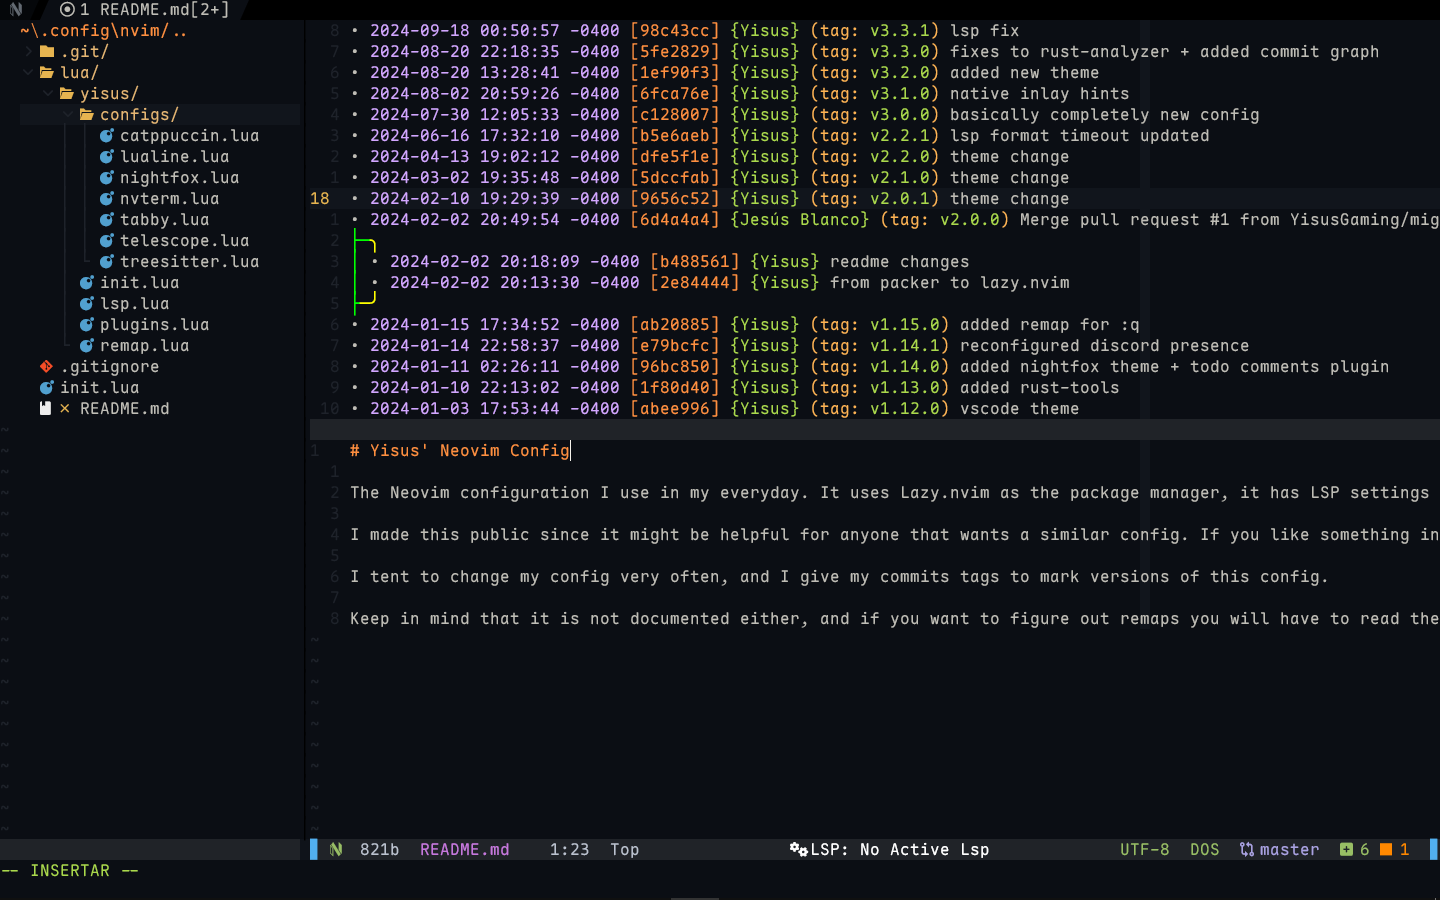 1 README.md[2+]
~\.config\nvim/..
.git/
lua/
yisus/
configs/
catppuccin.lua
lualine.lua
nightfox.lua
nvterm.lua
tabby.lua
telescope.lua
treesitter.lua
init.lua
lsp.lua
plugins.lua
remap.lua
.gitignore
init.lua
× README.md
8 • 2024-09-18 00:50:57 -0400 [98c43cc] {Yisus} (tag: v3.3.1) lsp fix
7 • 2024-08-20 22:18:35 -0400 [5fe2829] {Yisus} (tag: v3.3.0) fixes to rust-analyzer + added commit graph
6 • 2024-08-20 13:28:41 -0400 [1ef90f3] {Yisus} (tag: v3.2.0) added new theme
5 • 2024-08-02 20:59:26 -0400 [6fca76e] {Yisus} (tag: v3.1.0) native inlay hints
4 • 2024-07-30 12:05:33 -0400 [c128007] {Yisus} (tag: v3.0.0) basically completely new config
3 • 2024-06-16 17:32:10 -0400 [b5e6aeb] {Yisus} (tag: v2.2.1) lsp format timeout updated
2 • 2024-04-13 19:02:12 -0400 [dfe5f1e] {Yisus} (tag: v2.2.0) theme change
1 • 2024-03-02 19:35:48 -0400 [5dccfab] {Yisus} (tag: v2.1.0) theme change
18 • 2024-02-10 19:29:39 -0400 [9656c52] {Yisus} (tag: v2.0.1) theme change
1 • 2024-02-02 20:49:54 -0400 [6d4a4a4] {Jesús Blanco} (tag: v2.0.0) Merge pull request #1 from YisusGaming/mig
2
3 • 2024-02-02 20:18:09 -0400 [b488561] {Yisus} readme changes
4 • 2024-02-02 20:13:30 -0400 [2e84444] {Yisus} from packer to lazy.nvim
5
6 • 2024-01-15 17:34:52 -0400 [ab20885] {Yisus} (tag: v1.15.0) added remap for :q
7 • 2024-01-14 22:58:37 -0400 [e79bcfc] {Yisus} (tag: v1.14.1) reconfigured discord presence
8 • 2024-01-11 02:26:11 -0400 [96bc850] {Yisus} (tag: v1.14.0) added nightfox theme + todo comments plugin
9 • 2024-01-10 22:13:02 -0400 [1f80d40] {Yisus} (tag: v1.13.0) added rust-tools
10 • 2024-01-03 17:53:44 -0400 [abee996] {Yisus} (tag: v1.12.0) vscode theme
1 # Yisus' Neovim Config
1
2 The Neovim configuration I use in my everyday. It uses Lazy.nvim as the package manager, it has LSP settings
3
4 I made this public since it might be helpful for anyone that wants a similar config. If you like something in
5
6 I tent to change my config very often, and I give my commits tags to mark versions of this config.
7
8 Keep in mind that it is not documented either, and if you want to figure out remaps you will have to read the
821b README.md 1:23 Top LSP: No Active Lsp UTF-8 DOS master 6 1
-- INSERTAR --